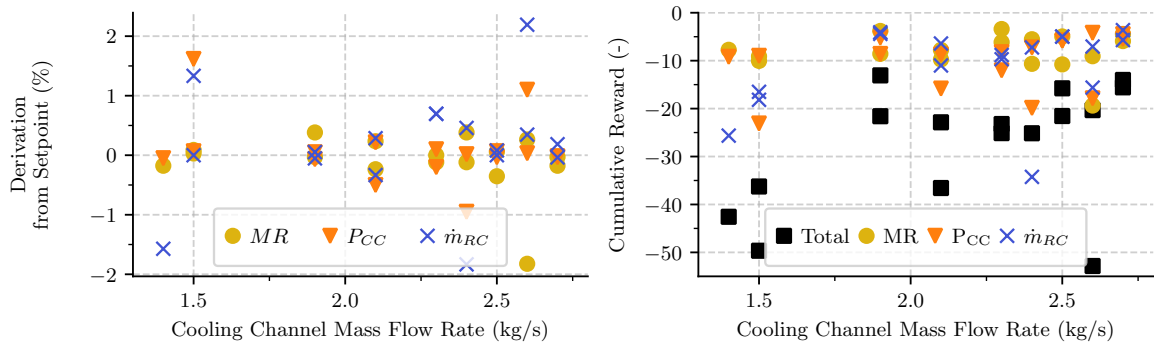 Derivation
from Setpoint (%)
2
1
0
−1
−2
MR
P_CC
ṁ_RC
1.5
2.0
2.5
Cooling Channel Mass Flow Rate (kg/s)
Cumulative Reward (-)
0
−10
−20
−30
−40
−50
Total
MR
P_CC
ṁ_RC
1.5
2.0
2.5
Cooling Channel Mass Flow Rate (kg/s)